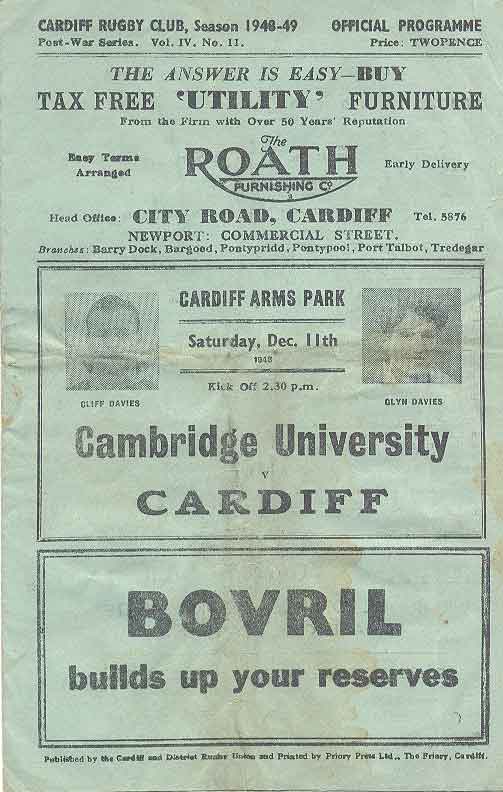 CARDIFF RUGBY CLUB, Season 1948-49 OFFICIAL PROGRAMME
Post-War Series. Vol. IV. No. 11. Price: TWOPENCE
THE ANSWER IS EASY—BUY
TAX FREE 'UTILITY' FURNITURE
From the Firm with Over 50 Years' Reputation
Easy Terms Arranged
The
ROATH
FURNISHING Co
Early Delivery
Head Office: CITY ROAD, CARDIFF Tel. 5876
NEWPORT: COMMERCIAL STREET.
Branches: Barry Dock, Bargoed, Pontypridd, Pontypool, Port Talbot, Tredegar
CARDIFF ARMS PARK
Saturday, Dec. 11th
1948
Kick Off 2.30 p.m.
CLIFF DAVIES
GLYN DAVIES
Cambridge University
v
CARDIFF
BOVRIL
builds up your reserves
Published by the Cardiff and District Rugby Union and Printed by Priory Press Ltd., The Priory, Cardiff.